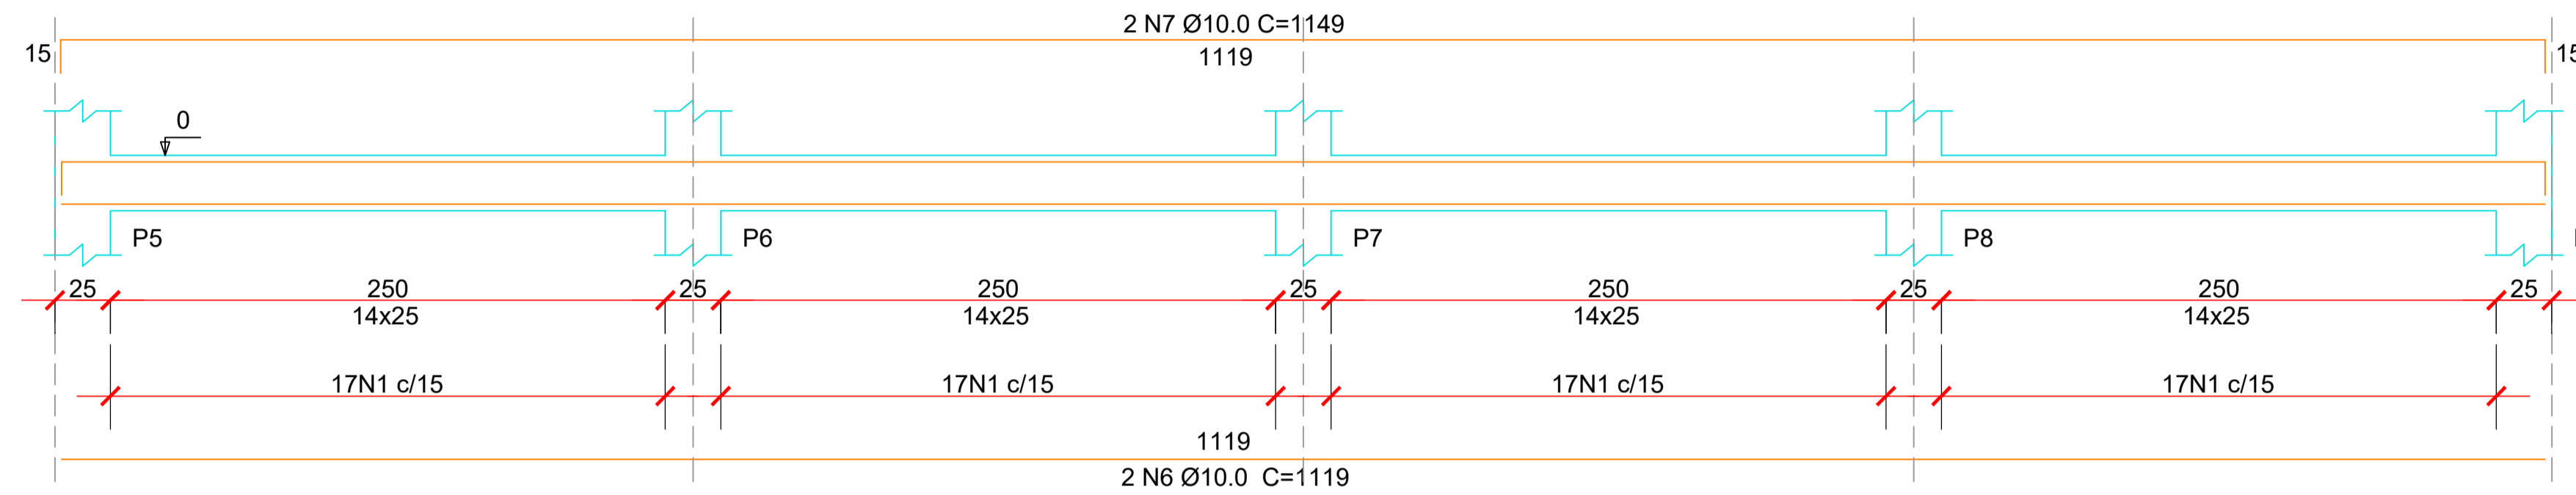 2 N7 Ø10.0 C=1149
15 1119 15
0
P5 P6 P7 P8
25 250 25 250 25 250 25 250 25
14x25 14x25 14x25 14x25
17N1 c/15 17N1 c/15 17N1 c/15 17N1 c/15
1119
2 N6 Ø10.0 C=1119